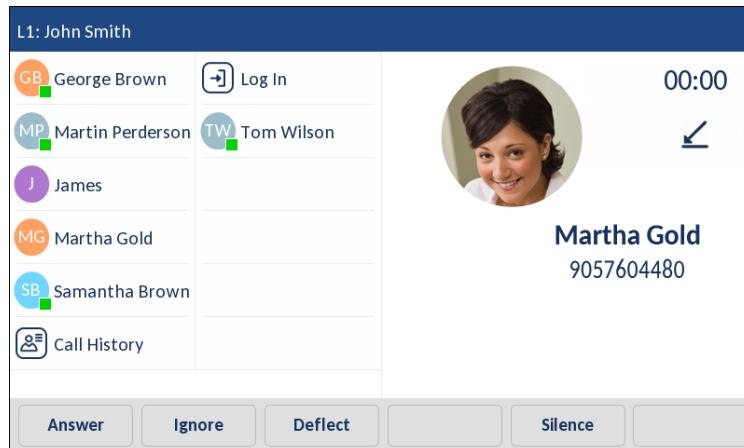 L1: John Smith
GB George Brown
Log In
MP Martin Perderson
TW Tom Wilson
J James
MG Martha Gold
SB Samantha Brown
Call History
00:00
Martha Gold
9057604480
Answer Ignore Deflect Silence